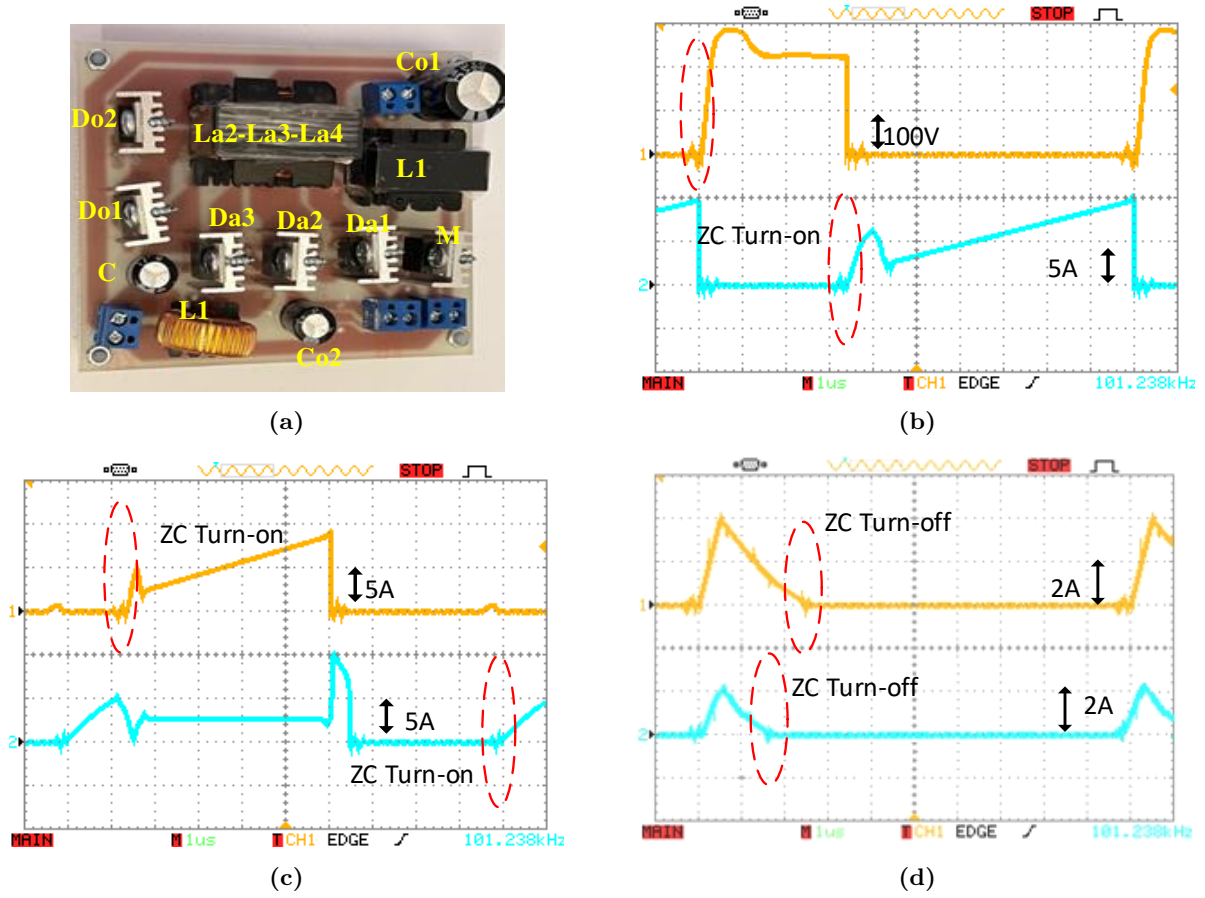 Co1
Do2
La2-La3-La4
L1
Do1
Da3
Da2
Da1
M
C
L1
Co2
(a)
STOP
100V
1
ZC Turn-on
5A
2
MAIN
M 1us
T CH1 EDGE
101.238kHz
(b)
STOP
ZC Turn-on
5A
1
5A
2
ZC Turn-on
MAIN
M 1us
T CH1 EDGE
101.238kHz
(c)
STOP
ZC Turn-off
2A
1
ZC Turn-off
2A
2
MAIN
M 1us
T CH1 EDGE
101.238kHz
(d)